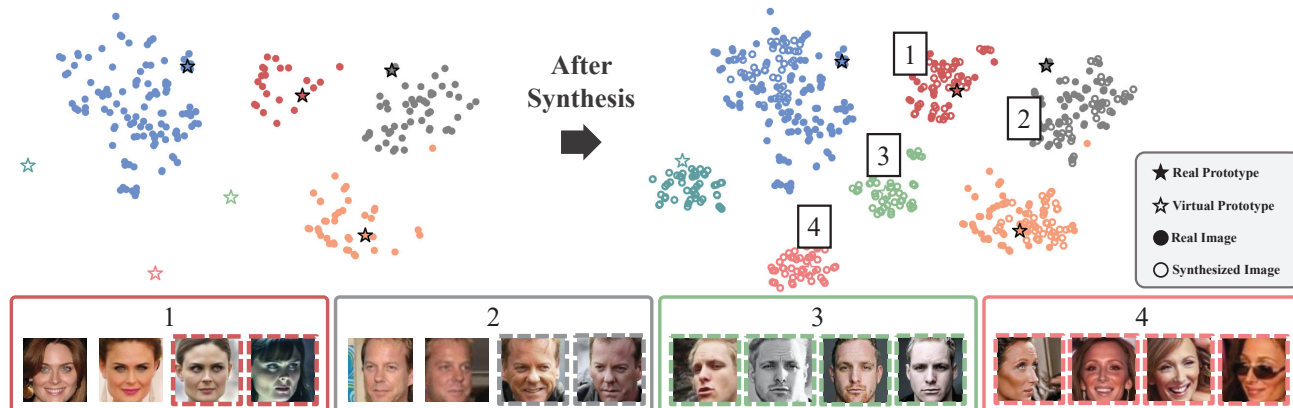 After
Synthesis
1
2
3
4
Real Prototype
Virtual Prototype
Real Image
Synthesized Image
1
2
3
4